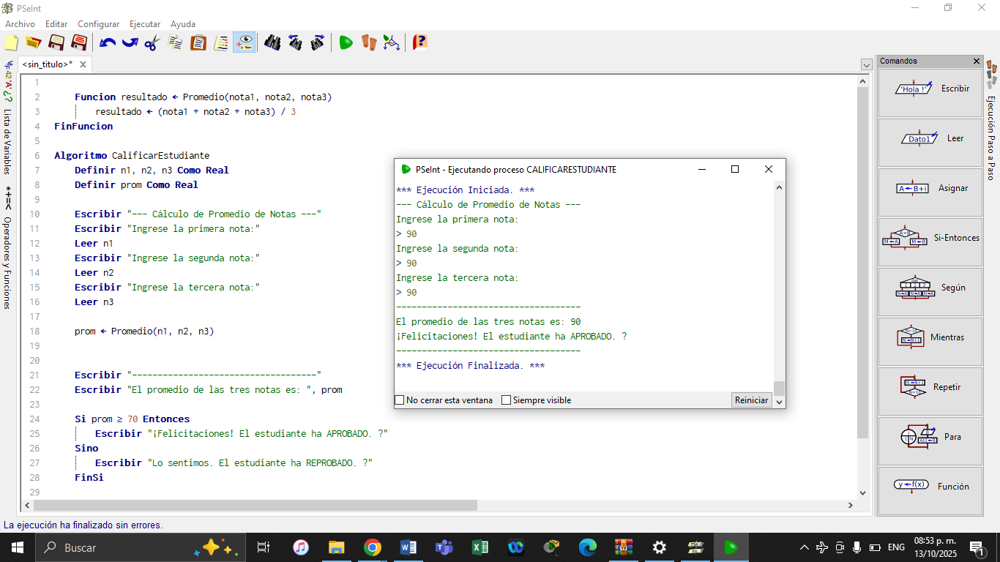 PSeInt
Archivo Editar Configurar Ejecutar Ayuda
<sin_titulo>*
Lista de Variables
Operadores y Funciones
1
2 Funcion resultado ← Promedio(nota1, nota2, nota3)
3 resultado ← (nota1 + nota2 + nota3) / 3
4 FinFuncion
5
6 Algoritmo CalificarEstudiante
7 Definir n1, n2, n3 Como Real
8 Definir prom Como Real
9
10 Escribir "--- Cálculo de Promedio de Notas ---"
11 Escribir "Ingrese la primera nota:"
12 Leer n1
13 Escribir "Ingrese la segunda nota:"
14 Leer n2
15 Escribir "Ingrese la tercera nota:"
16 Leer n3
17
18 prom ← Promedio(n1, n2, n3)
19
20
21 Escribir "------------------------------------"
22 Escribir "El promedio de las tres notas es: ", prom
23
24 Si prom ≥ 70 Entonces
25 Escribir "¡Felicitaciones! El estudiante ha APROBADO. ?"
26 Sino
27 Escribir "Lo sentimos. El estudiante ha REPROBADO. ?"
28 FinSi
29
PSeInt - Ejecutando proceso CALIFICARESTUDIANTE
*** Ejecución Iniciada. ***
--- Cálculo de Promedio de Notas ---
Ingrese la primera nota:
> 90
Ingrese la segunda nota:
> 90
Ingrese la tercera nota:
> 90
------------------------------------
El promedio de las tres notas es: 90
¡Felicitaciones! El estudiante ha APROBADO. ?
------------------------------------
*** Ejecución Finalizada. ***
No cerrar esta ventana
Siempre visible
Reiniciar
Comandos
'Hola !' Escribir
Dato1 Leer
A←B+i Asignar
A>B Si-Entonces
Según
Mientras
Repetir
Para
y←f(x) Función
Ejecución Paso a Paso
La ejecución ha finalizado sin errores.
Buscar
ENG
08:53 p. m.
13/10/2025
1